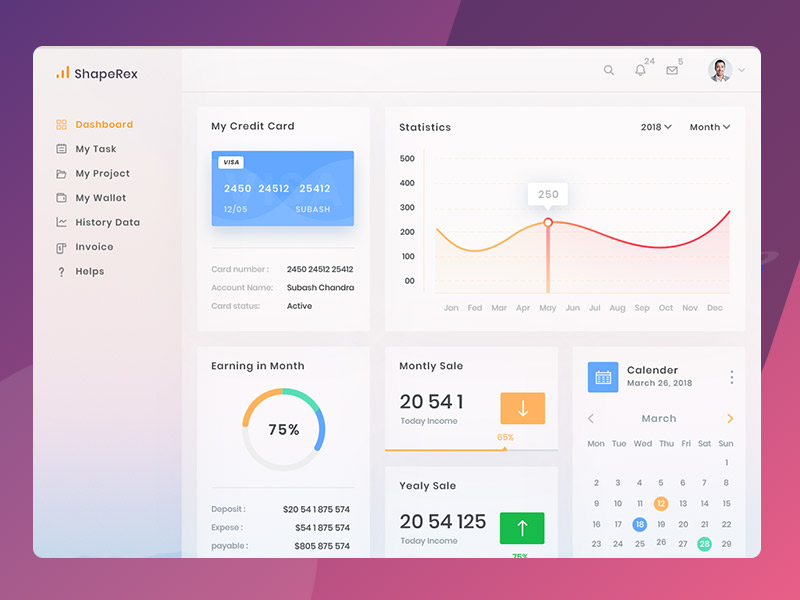 ShapeRex
24
5
Dashboard
My Task
My Project
My Wallet
History Data
Invoice
Helps
My Credit Card
VISA
2450 24512 25412
12/05 SUBASH
Card number : 2450 24512 25412
Account Name: Subash Chandra
Card status: Active
Statistics
2018 Month
500
400
300
200
100
00
250
Jan Fed Mar Apr May Jun Jul Aug Sep Oct Nov Dec
Earning in Month
75%
Deposit : $20 54 1 875 574
Expese : $54 1 875 574
payable : $805 875 574
Montly Sale
20 54 1
Today Income
65%
Yealy Sale
20 54 125
Today Income
75%
Calender
March 26, 2018
March
Mon Tue Wed Thu Fri Sat Sun
1
2 3 4 5 6 7 8
9 10 11 12 13 14 15
16 17 18 19 20 21 22
23 24 25 26 27 28 29